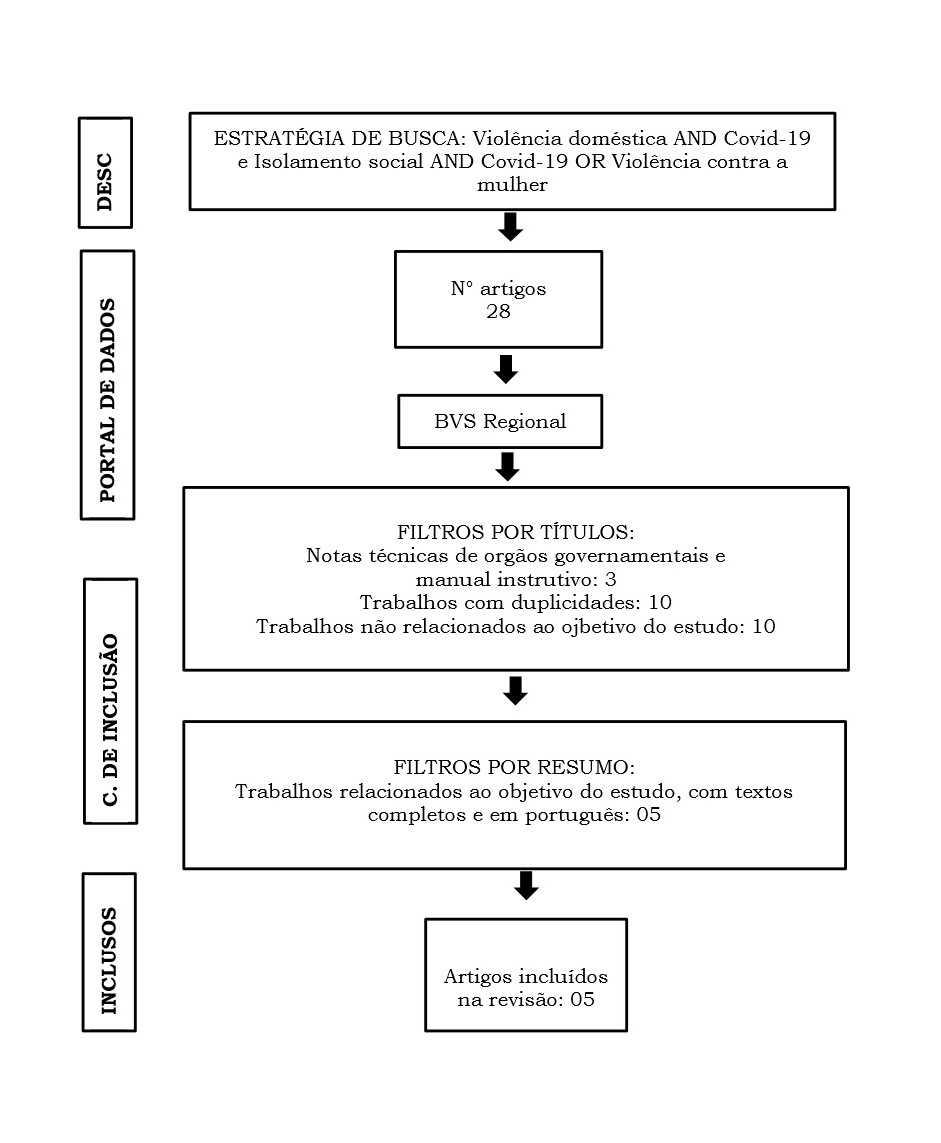 DESC
ESTRATÉGIA DE BUSCA: Violência doméstica AND Covid-19
e Isolamento social AND Covid-19 OR Violência contra a
mulher
PORTAL DE DADOS
N° artigos
28
BVS Regional
C. DE INCLUSÃO
FILTROS POR TÍTULOS:
Notas técnicas de orgãos governamentais e
manual instrutivo: 3
Trabalhos com duplicidades: 10
Trabalhos não relacionados ao ojbetivo do estudo: 10
FILTROS POR RESUMO:
Trabalhos relacionados ao objetivo do estudo, com textos
completos e em português: 05
INCLUSOS
Artigos incluídos
na revisão: 05